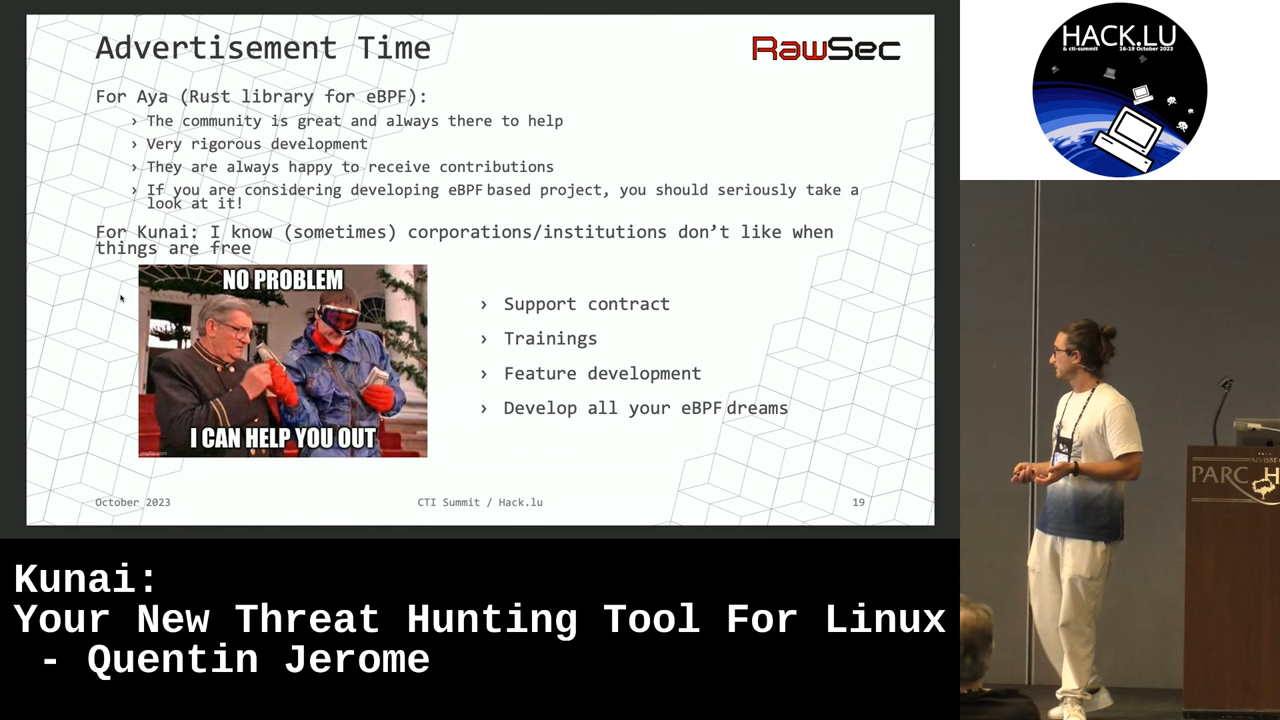 Advertisement Time
RawSec
For Aya (Rust library for eBPF):
› The community is great and always there to help
› Very rigorous development
› They are always happy to receive contributions
› If you are considering developing eBPF based project, you should seriously take a
look at it!
For Kunai: I know (sometimes) corporations/institutions don’t like when
things are free
NO PROBLEM
I CAN HELP YOU OUT
› Support contract
› Trainings
› Feature development
› Develop all your eBPF dreams
October 2023
CTI Summit / Hack.lu
19
HACK.LU
& cti-summit 16-19 October 2023
PARC H
Kunai:
Your New Threat Hunting Tool For Linux
- Quentin Jerome